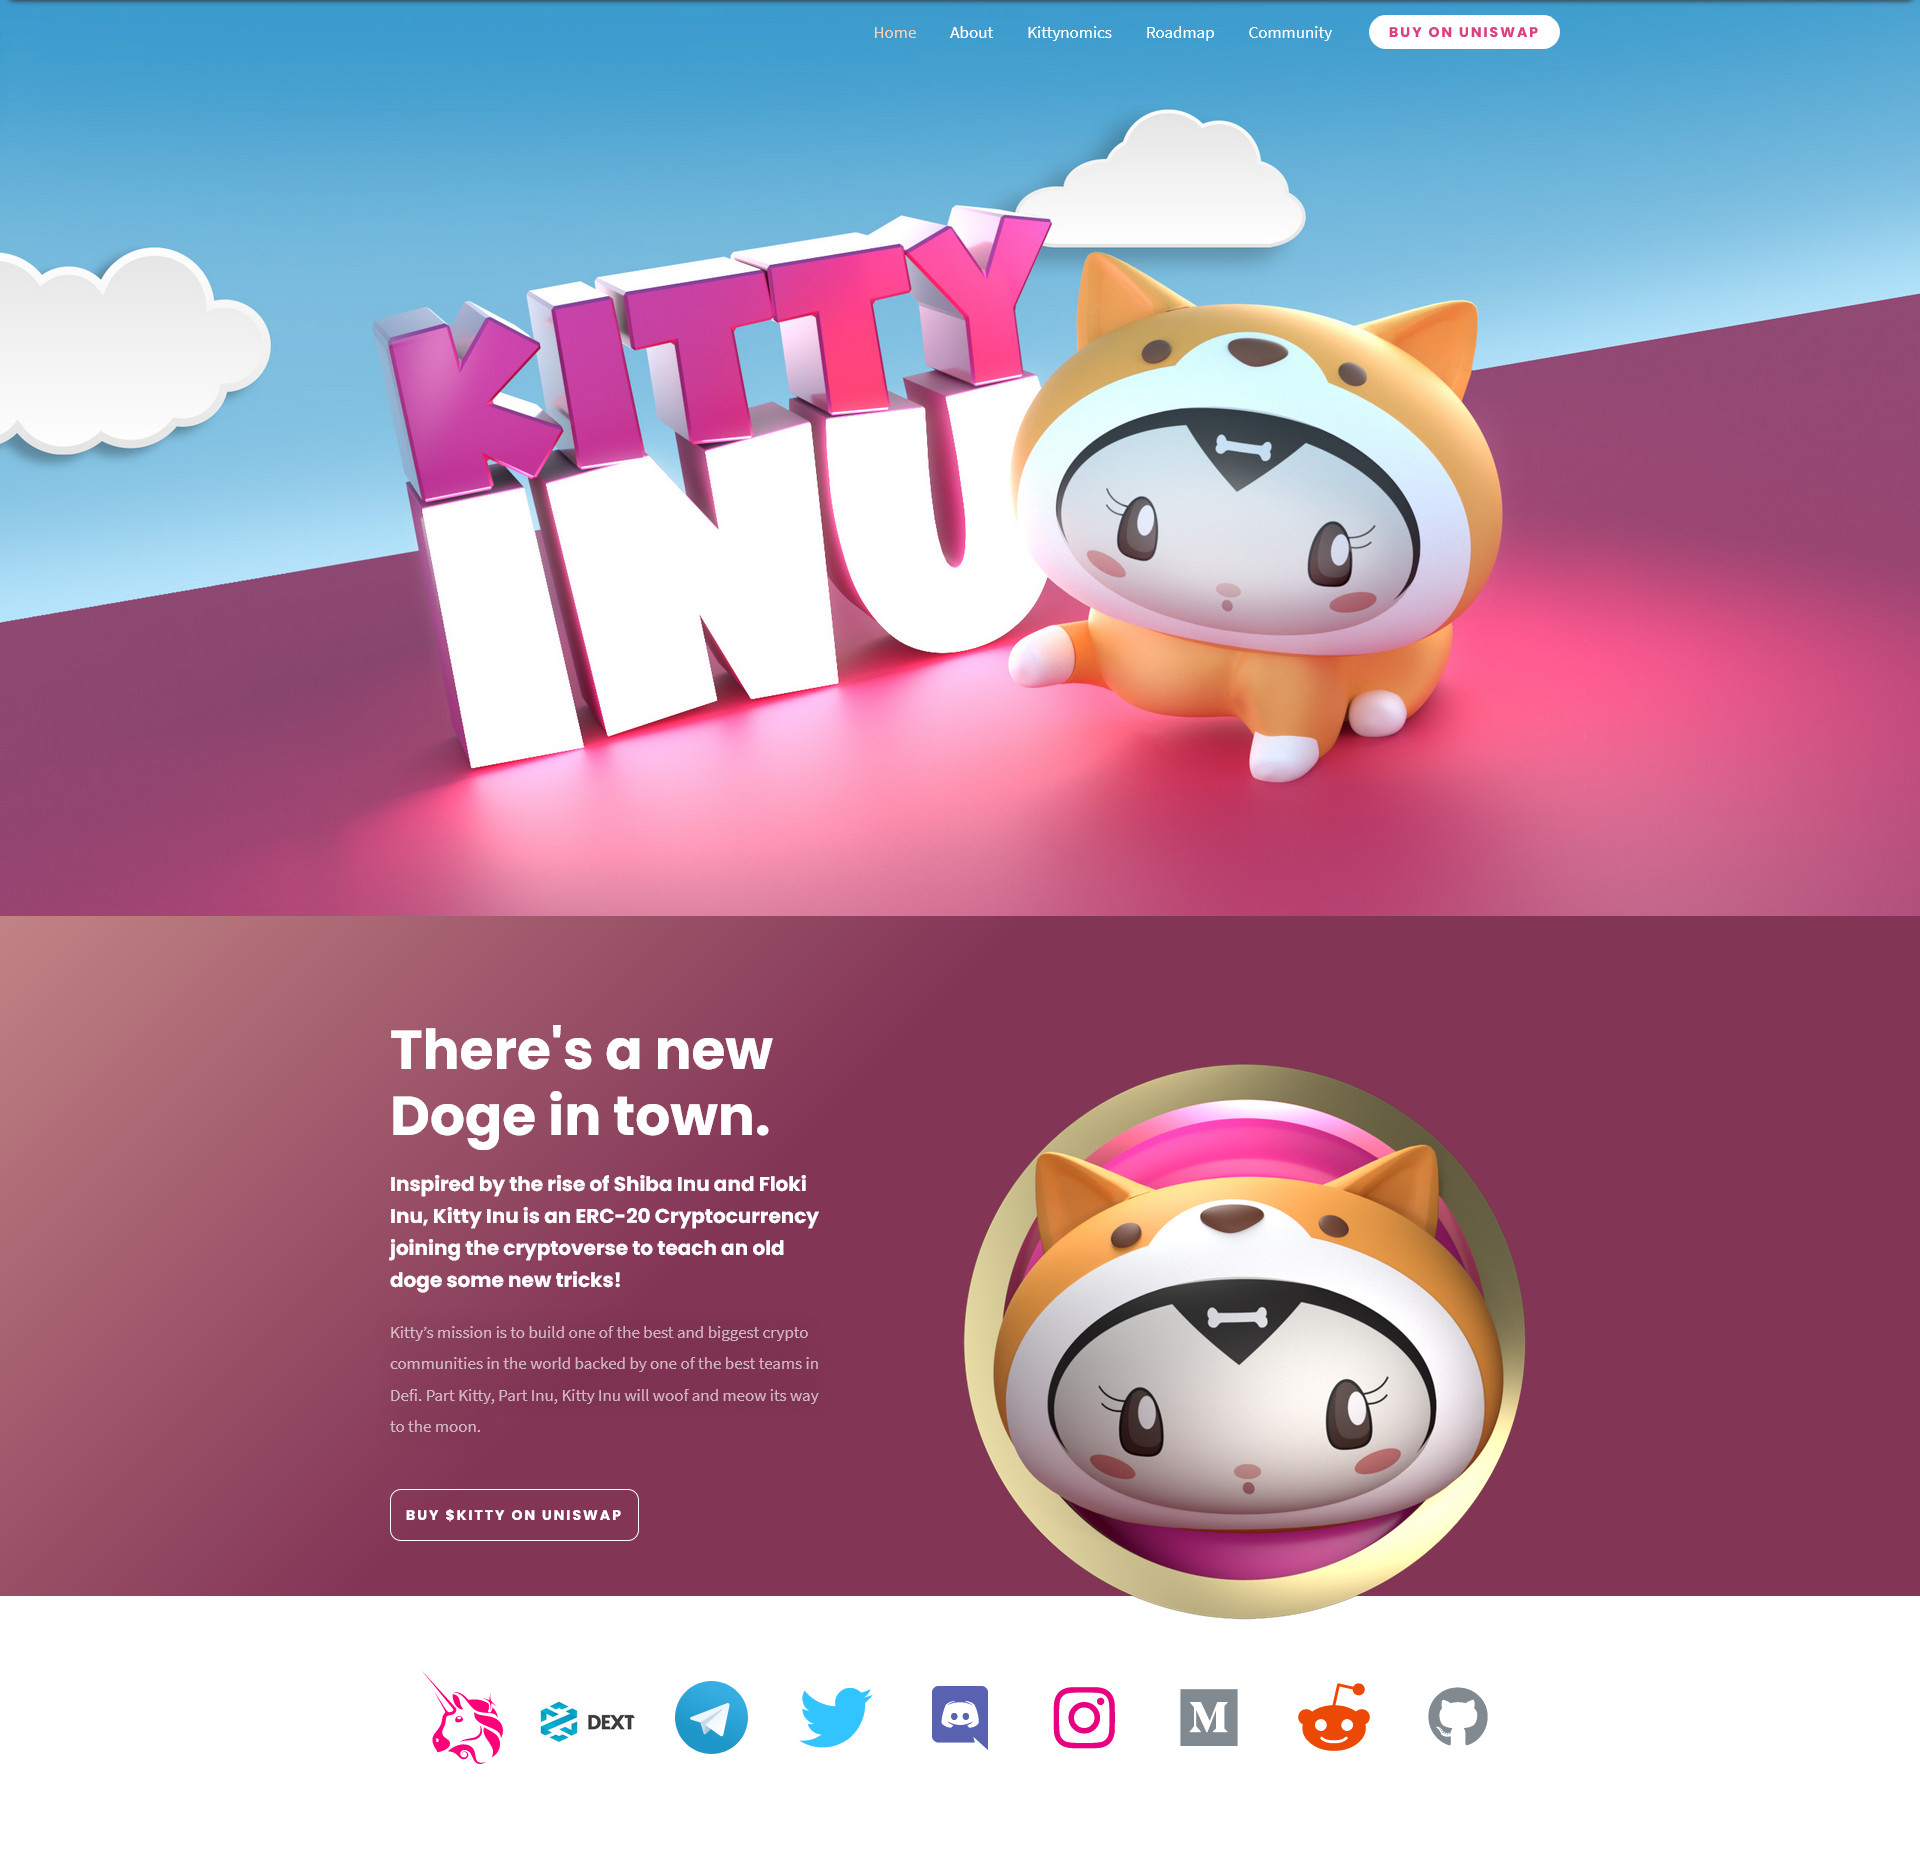 Home About Kittynomics Roadmap Community BUY ON UNISWAP
KITTY
INU
There's a new
Doge in town.
Inspired by the rise of Shiba Inu and Floki
Inu, Kitty Inu is an ERC-20 Cryptocurrency
joining the cryptoverse to teach an old
doge some new tricks!
Kitty’s mission is to build one of the best and biggest crypto
communities in the world backed by one of the best teams in
Defi. Part Kitty, Part Inu, Kitty Inu will woof and meow its way
to the moon.
BUY $KITTY ON UNISWAP
DEXT
M